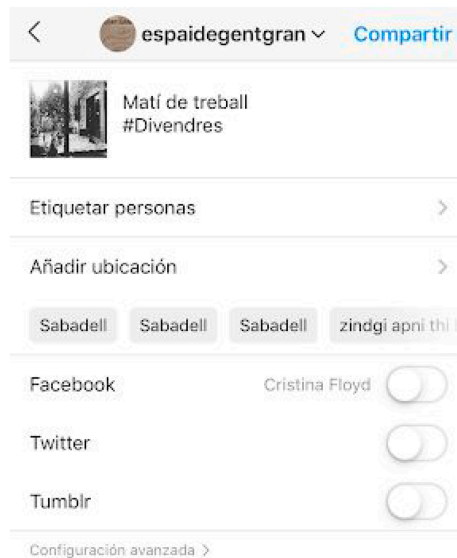 espaidegentgran
Compartir
Matí de treball
#Divendres
Etiquetar personas
Añadir ubicación
Sabadell Sabadell Sabadell zindgi apni thi
Facebook Cristina Floyd
Twitter
Tumblr
Configuración avanzada